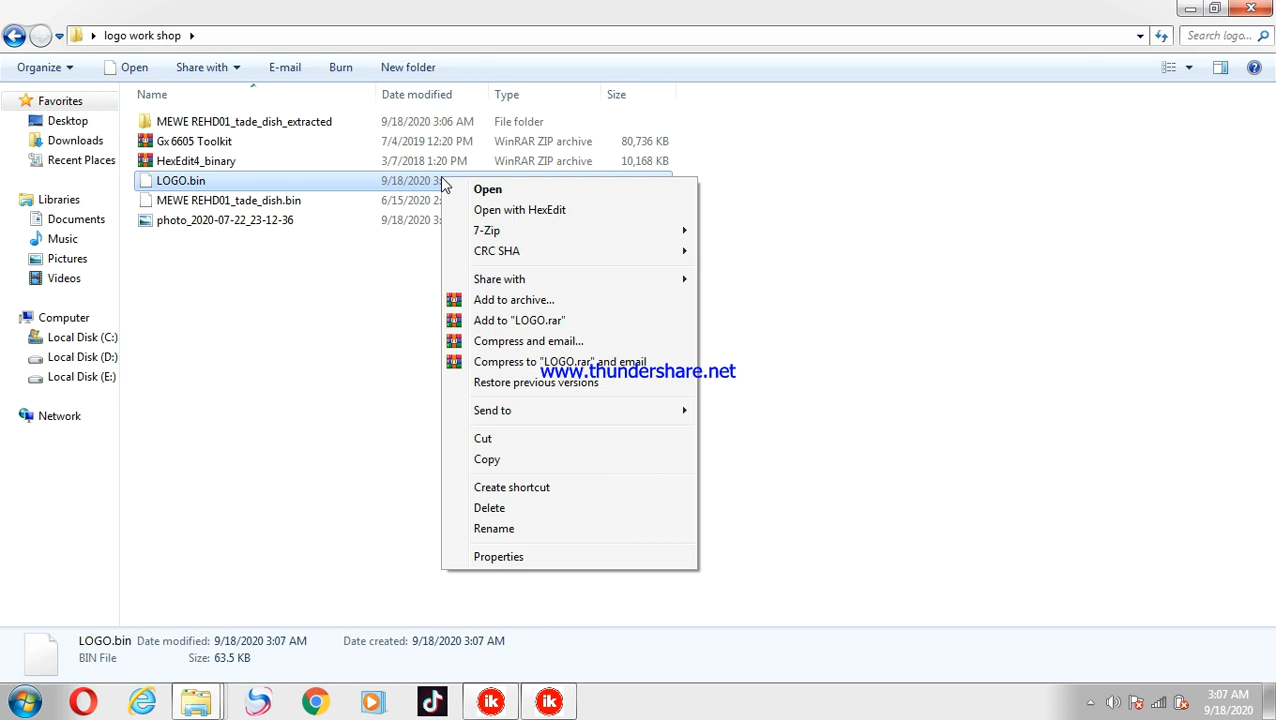 logo work shop
Search logo...
Organize
Open
Share with
E-mail
Burn
New folder
Name
Date modified
Type
Size
Favorites
Desktop
Downloads
Recent Places
Libraries
Documents
Music
Pictures
Videos
Computer
Local Disk (C:)
Local Disk (D:)
Local Disk (E:)
Network
MEWE REHD01_tade_dish_extracted 9/18/2020 3:06 AM File folder
Gx 6605 Toolkit 7/4/2019 12:20 PM WinRAR ZIP archive 80,736 KB
HexEdit4_binary 3/7/2018 1:20 PM WinRAR ZIP archive 10,168 KB
LOGO.bin 9/18/2020 3:
MEWE REHD01_tade_dish.bin 6/15/2020 2:
photo_2020-07-22_23-12-36 9/18/2020 3:
Open
Open with HexEdit
7-Zip
CRC SHA
Share with
Add to archive...
Add to "LOGO.rar"
Compress and email...
Compress to "LOGO.rar" and email
www.thundershare.net
Restore previous versions
Send to
Cut
Copy
Create shortcut
Delete
Rename
Properties
LOGO.bin Date modified: 9/18/2020 3:07 AM Date created: 9/18/2020 3:07 AM
BIN File Size: 63.5 KB
ik
ik
3:07 AM
9/18/2020